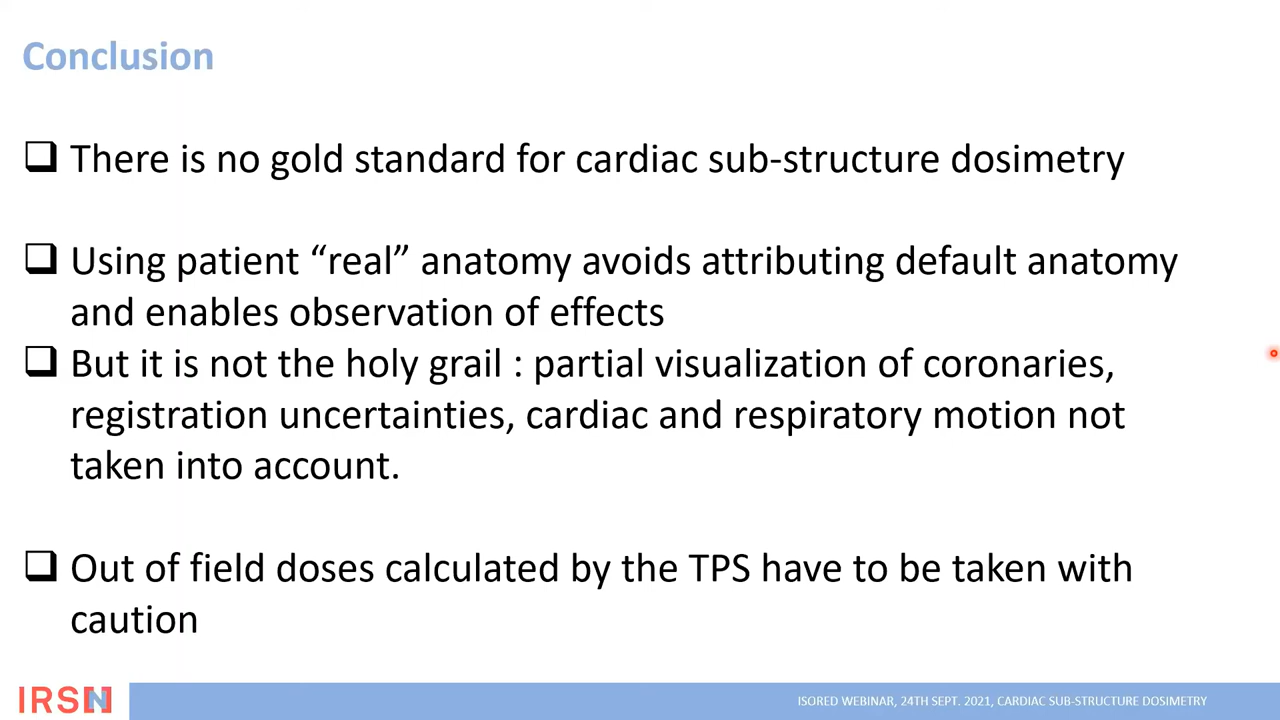 Conclusion
There is no gold standard for cardiac sub-structure dosimetry
Using patient “real” anatomy avoids attributing default anatomy
and enables observation of effects
But it is not the holy grail : partial visualization of coronaries,
registration uncertainties, cardiac and respiratory motion not
taken into account.
Out of field doses calculated by the TPS have to be taken with
caution
IRSN
ISORED WEBINAR, 24TH SEPT. 2021, CARDIAC SUB-STRUCTURE DOSIMETRY